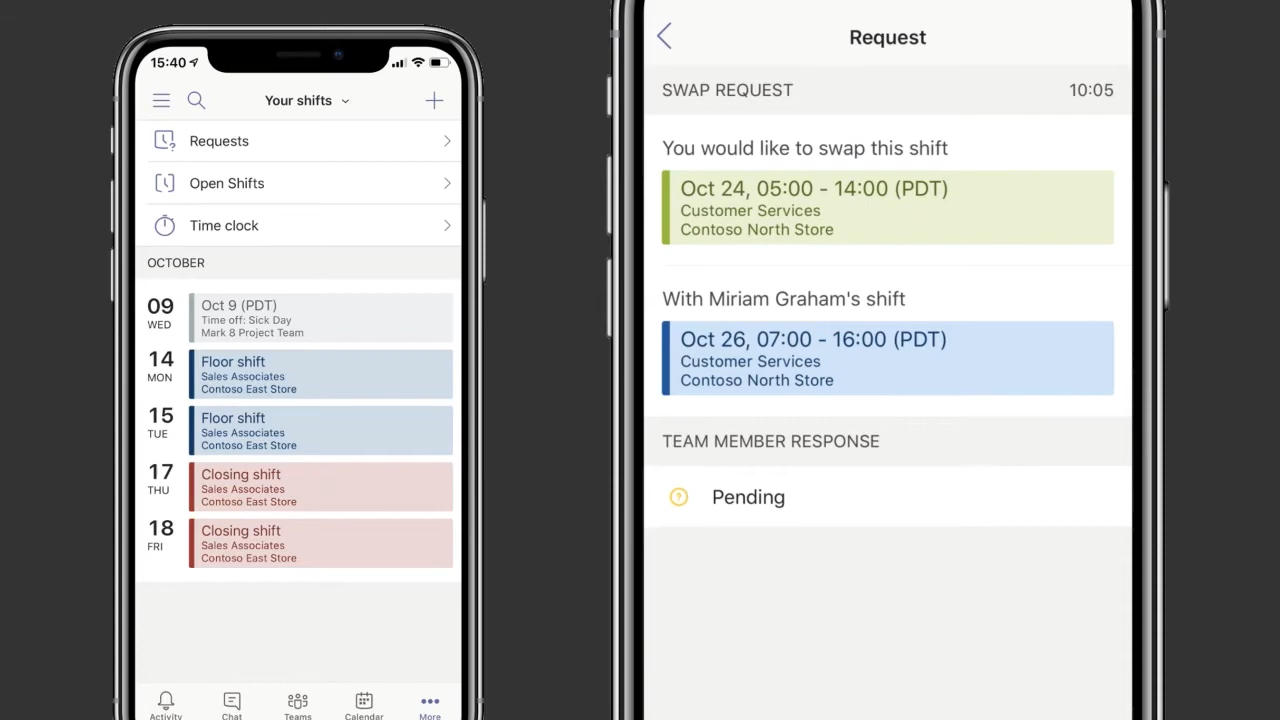 15:40
Your shifts
Requests
Open Shifts
Time clock
OCTOBER
09
WED
Oct 9 (PDT)
Time off: Sick Day
Mark 8 Project Team
14
MON
Floor shift
Sales Associates
Contoso East Store
15
TUE
Floor shift
Sales Associates
Contoso East Store
17
THU
Closing shift
Sales Associates
Contoso East Store
18
FRI
Closing shift
Sales Associates
Contoso East Store
Activity
Chat
Teams
Calendar
More
Request
SWAP REQUEST
10:05
You would like to swap this shift
Oct 24, 05:00 - 14:00 (PDT)
Customer Services
Contoso North Store
With Miriam Graham's shift
Oct 26, 07:00 - 16:00 (PDT)
Customer Services
Contoso North Store
TEAM MEMBER RESPONSE
Pending